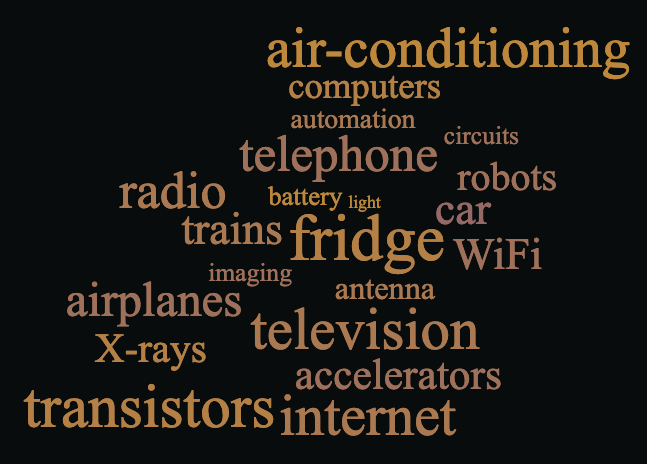 air-conditioning
computers
automation
circuits
telephone
robots
radio
battery
light
car
trains
fridge
WiFi
imaging
antenna
airplanes
television
X-rays
accelerators
transistors
internet